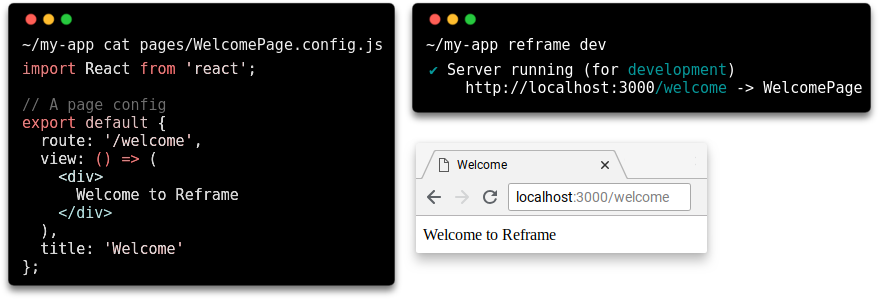 ~/my-app cat pages/WelcomePage.config.js
import React from 'react';
// A page config
export default {
route: '/welcome',
view: () => (
<div>
Welcome to Reframe
</div>
),
title: 'Welcome'
};
~/my-app reframe dev
✔ Server running (for development)
http://localhost:3000/welcome -> WelcomePage
Welcome
localhost:3000/welcome
Welcome to Reframe